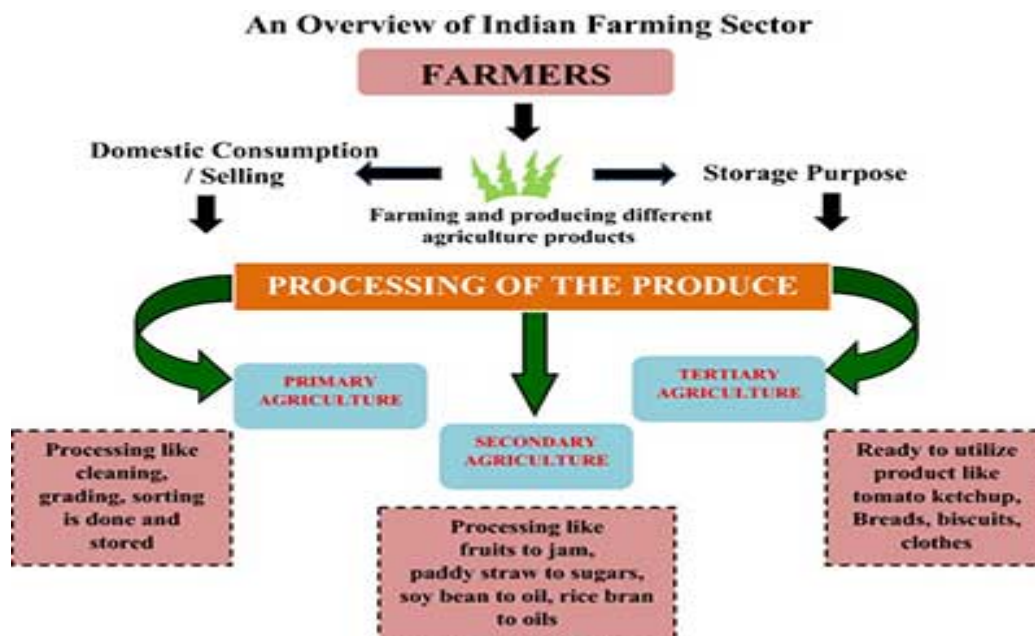 An Overview of Indian Farming Sector
FARMERS
Domestic Consumption
/ Selling
Storage Purpose
Farming and producing different
agriculture products
PROCESSING OF THE PRODUCE
PRIMARY
AGRICULTURE
TERTIARY
AGRICULTURE
SECONDARY
AGRICULTURE
Processing like
cleaning,
grading, sorting
is done and
stored
Processing like
fruits to jam,
paddy straw to sugars,
soy bean to oil, rice bran
to oils
Ready to utilize
product like
tomato ketchup,
Breads, biscuits,
clothes